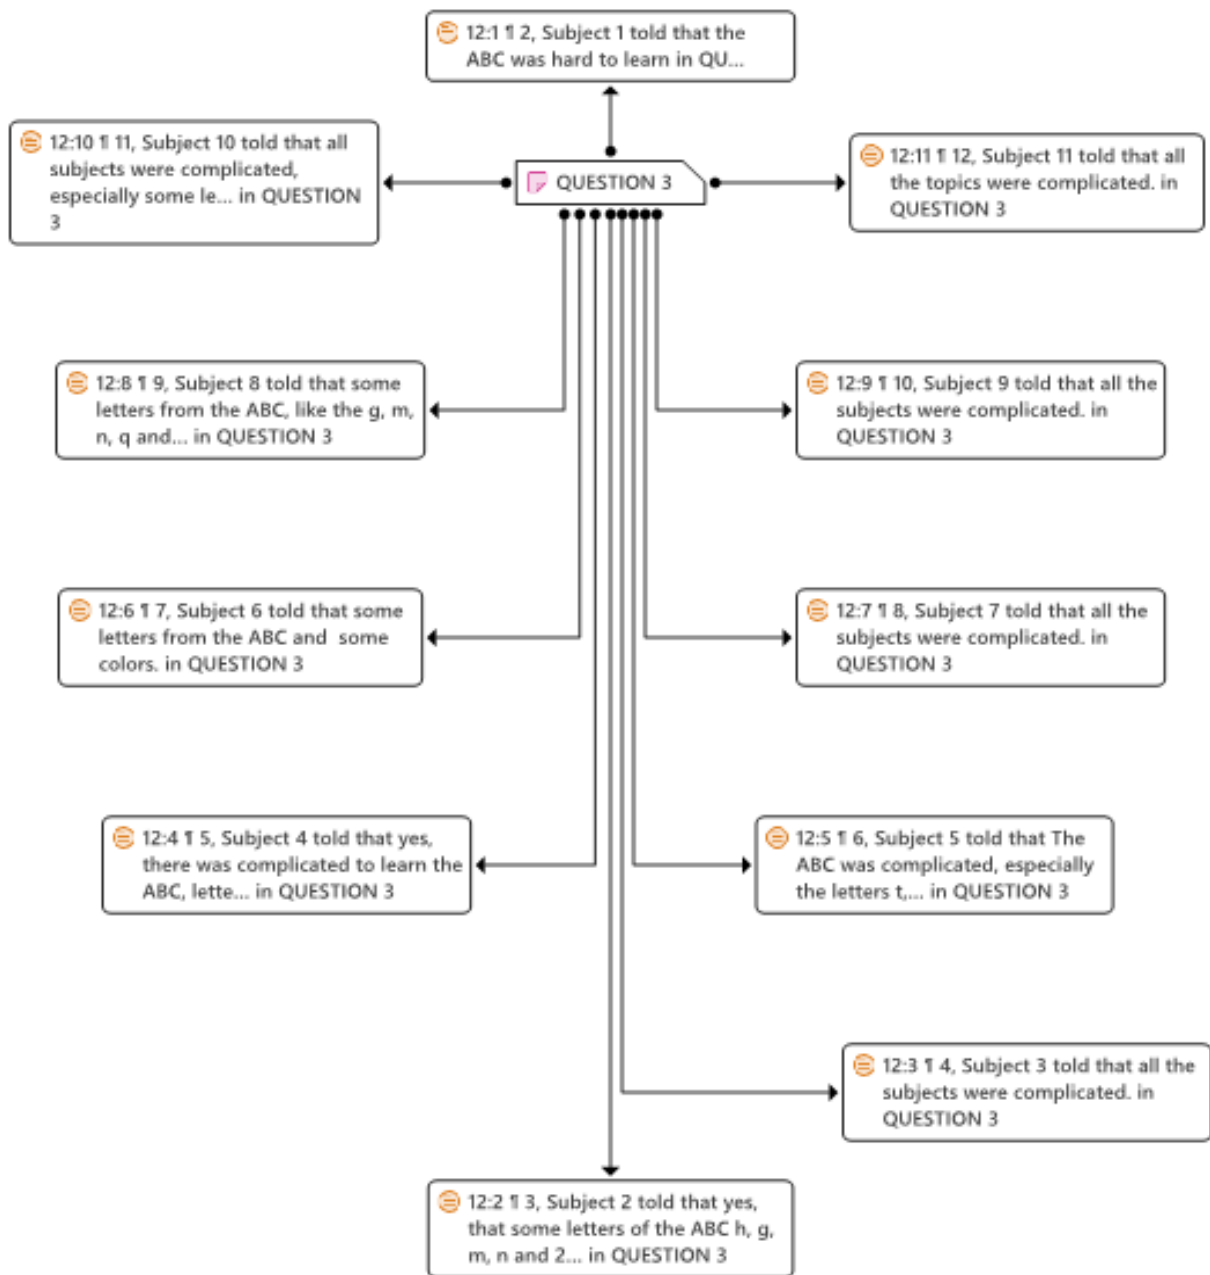 12:1 ¶ 2, Subject 1 told that the
ABC was hard to learn in QU...
12:10 ¶ 11, Subject 10 told that all
subjects were complicated,
especially some le... in QUESTION
3
QUESTION 3
12:11 ¶ 12, Subject 11 told that all
the topics were complicated. in
QUESTION 3
12:8 ¶ 9, Subject 8 told that some
letters from the ABC, like the g, m,
n, q and... in QUESTION 3
12:9 ¶ 10, Subject 9 told that all the
subjects were complicated. in
QUESTION 3
12:6 ¶ 7, Subject 6 told that some
letters from the ABC and  some
colors. in QUESTION 3
12:7 ¶ 8, Subject 7 told that all the
subjects were complicated. in
QUESTION 3
12:4 ¶ 5, Subject 4 told that yes,
there was complicated to learn the
ABC, lette... in QUESTION 3
12:5 ¶ 6, Subject 5 told that The
ABC was complicated, especially
the letters t,... in QUESTION 3
12:3 ¶ 4, Subject 3 told that all the
subjects were complicated. in
QUESTION 3
12:2 ¶ 3, Subject 2 told that yes,
that some letters of the ABC h, g,
m, n and 2... in QUESTION 3